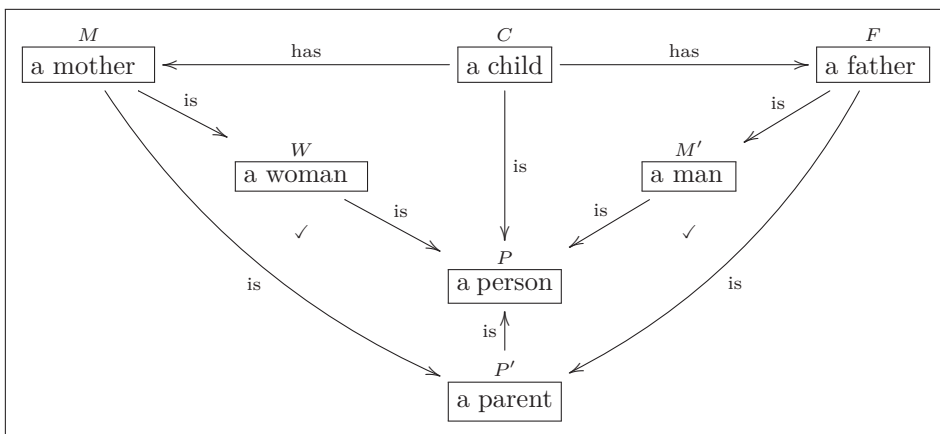 M C F
a mother has a child has a father
is is
W M′
a woman is a man
is is
✓ ✓
P
is a person is
is
P′
a parent